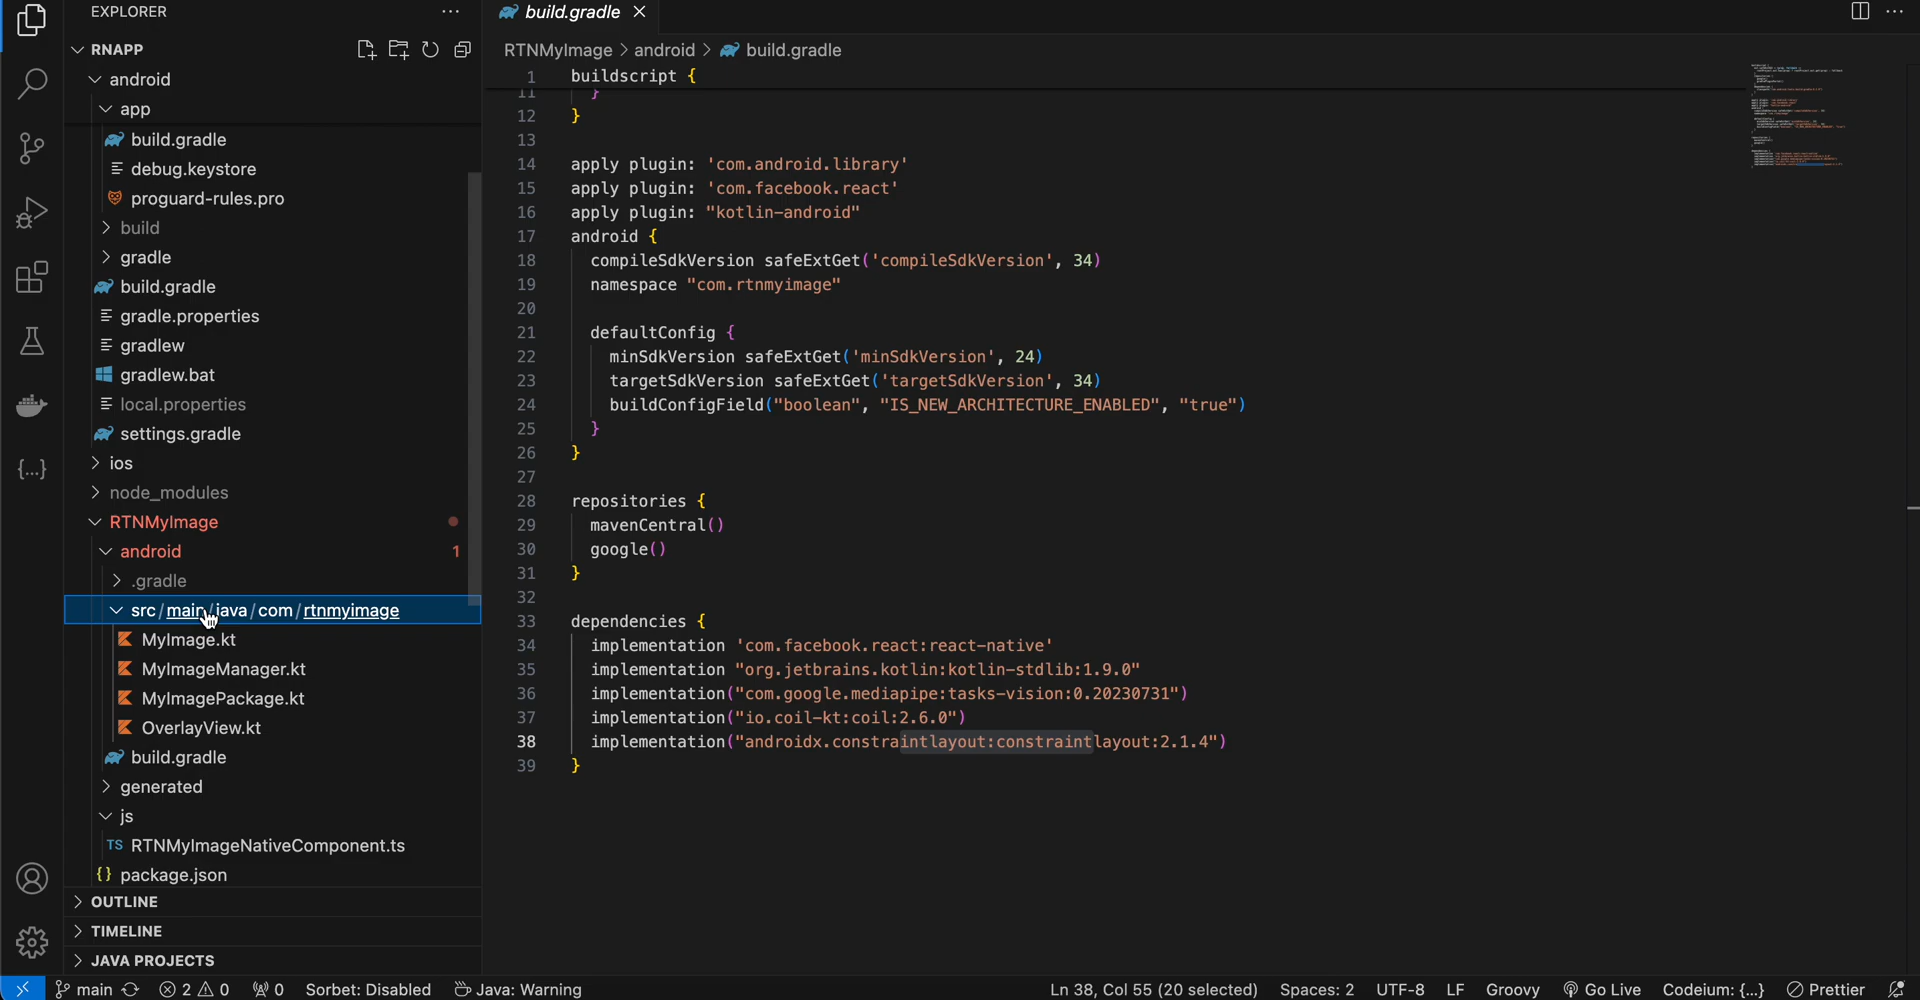 EXPLORER
RNAPP
android
app
build.gradle
debug.keystore
proguard-rules.pro
build
gradle
build.gradle
gradle.properties
gradlew
gradlew.bat
local.properties
settings.gradle
ios
node_modules
RTNMyImage
android 1
.gradle
src/main/java/com/rtnmyimage
MyImage.kt
MyImageManager.kt
MyImagePackage.kt
OverlayView.kt
build.gradle
generated
js
TS RTNMyImageNativeComponent.ts
{} package.json
OUTLINE
TIMELINE
JAVA PROJECTS
build.gradle
RTNMyImage > android > build.gradle
1 buildscript {
11 }
12 }
13
14 apply plugin: 'com.android.library'
15 apply plugin: 'com.facebook.react'
16 apply plugin: "kotlin-android"
17 android {
18 compileSdkVersion safeExtGet('compileSdkVersion', 34)
19 namespace "com.rtnmyimage"
20
21 defaultConfig {
22 minSdkVersion safeExtGet('minSdkVersion', 24)
23 targetSdkVersion safeExtGet('targetSdkVersion', 34)
24 buildConfigField("boolean", "IS_NEW_ARCHITECTURE_ENABLED", "true")
25 }
26 }
27
28 repositories {
29 mavenCentral()
30 google()
31 }
32
33 dependencies {
34 implementation 'com.facebook.react:react-native'
35 implementation "org.jetbrains.kotlin:kotlin-stdlib:1.9.0"
36 implementation("com.google.mediapipe:tasks-vision:0.20230731")
37 implementation("io.coil-kt:coil:2.6.0")
38 implementation("androidx.constraintlayout:constraintlayout:2.1.4")
39 }
main 2 0 0 Sorbet: Disabled Java: Warning Ln 38, Col 55 (20 selected) Spaces: 2 UTF-8 LF Groovy Go Live Codeium: {...} Prettier